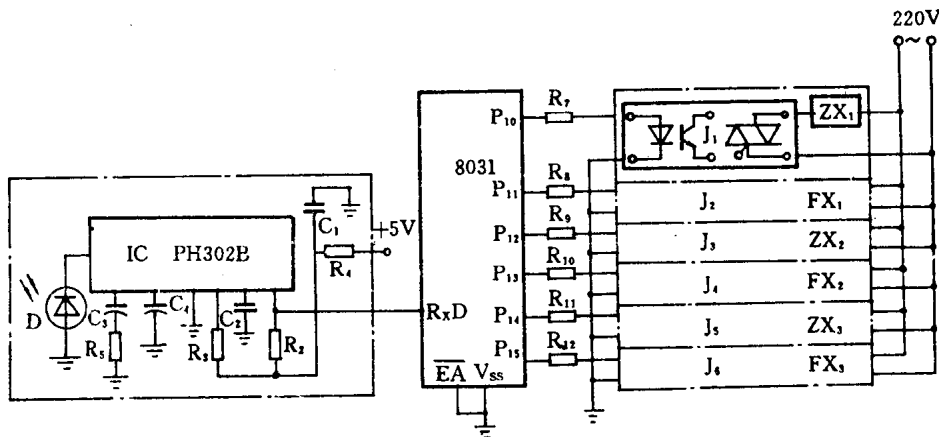 220V
~
R₇
P₁₀
J₁
ZX₁
8031
R₈
P₁₁
J₂ FX₁
R₉
P₁₂
J₃ ZX₂
R₁₀
P₁₃
J₄ FX₂
R₁₁
P₁₄
J₅ ZX₃
R₁₂
P₁₅
J₆ FX₃
C₁
+5V
R₄
IC PH302B
D
C₃
C₄
C₂
R₅
R₃
R₂
RxD
E̅A̅ Vss